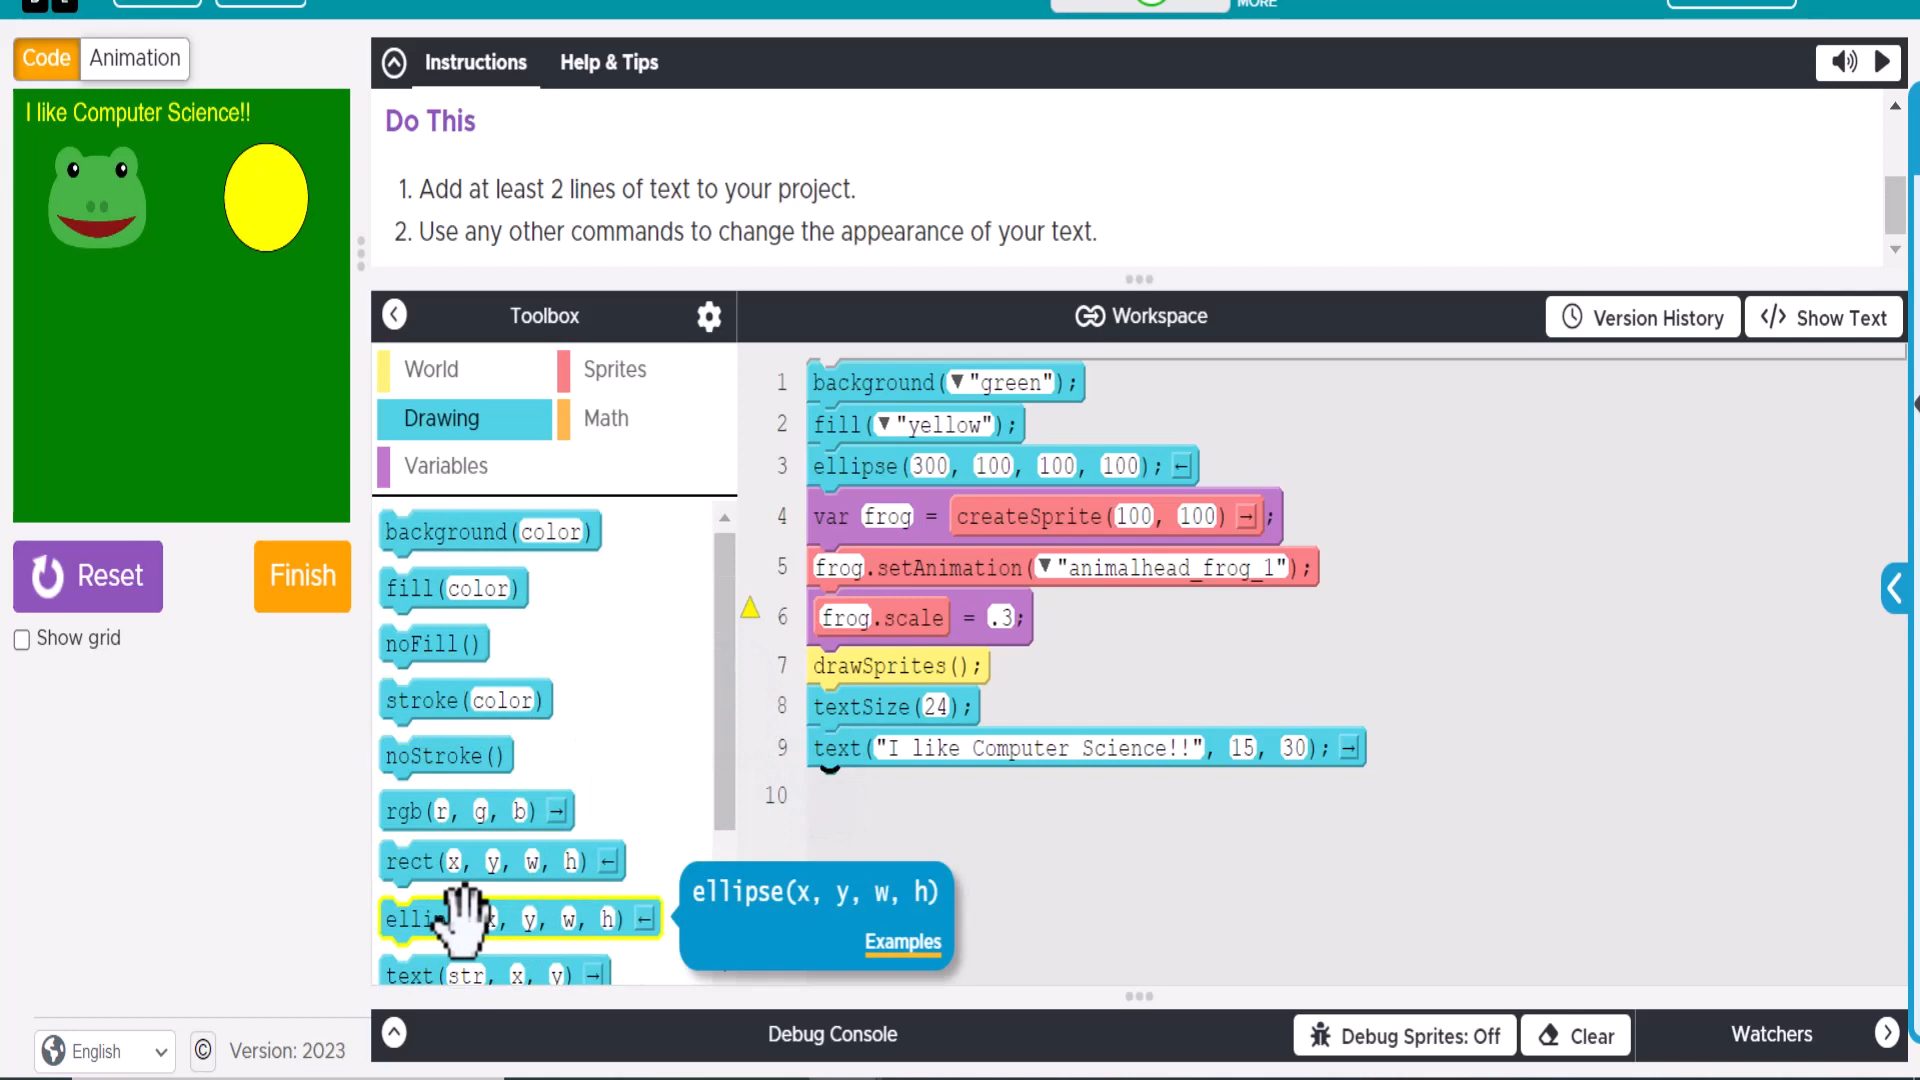 MORE
Code Animation
I like Computer Science!!
Reset
Finish
Show grid
English
© Version: 2023
Instructions Help & Tips
Do This
1. Add at least 2 lines of text to your project.
2. Use any other commands to change the appearance of your text.
Toolbox
World Sprites
Drawing Math
Variables
background(color)
fill(color)
noFill()
stroke(color)
noStroke()
rgb(r, g, b)
rect(x, y, w, h)
x, y, w, h)
text(str, x, y)
ellipse(x, y, w, h)
Examples
Workspace
Version History
</> Show Text
1 background("green");
2 fill("yellow");
3 ellipse(300, 100, 100, 100);
4 var frog = createSprite(100, 100);
5 frog.setAnimation("animalhead_frog_1");
6 frog.scale = .3;
7 drawSprites();
8 textSize(24);
9 text("I like Computer Science!!", 15, 30);
10
Debug Console
Debug Sprites: Off
Clear
Watchers